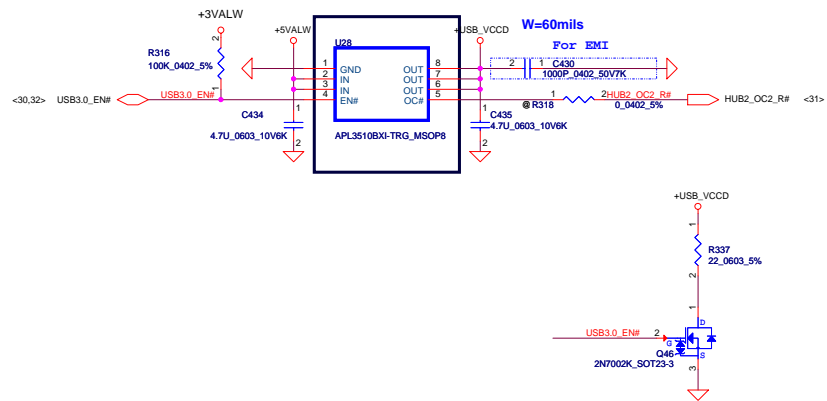 +3VALW
2
R316
100K_0402_5%
1
<30,32>
USB3.0_EN#
USB3.0_EN#
+5VALW
C434
1
4.7U_0603_10V6K
2
U28
1 GND OUT 8
2 IN OUT 7
3 IN OUT 6
4 EN# OC# 5
APL3510BXI-TRG_MSOP8
+USB_VCCD
W=60mils
For EMI
2 1 C430
1000P_0402_50V7K
1
C435
4.7U_0603_10V6K
2
@R318
1 2 HUB2_OC2_R#
0_0402_5%
HUB2_OC2_R#
<31>
+USB_VCCD
1
R337
22_0603_5%
2
1
D
USB3.0_EN# 2
G
S
Q46
2N7002K_SOT23-3
3